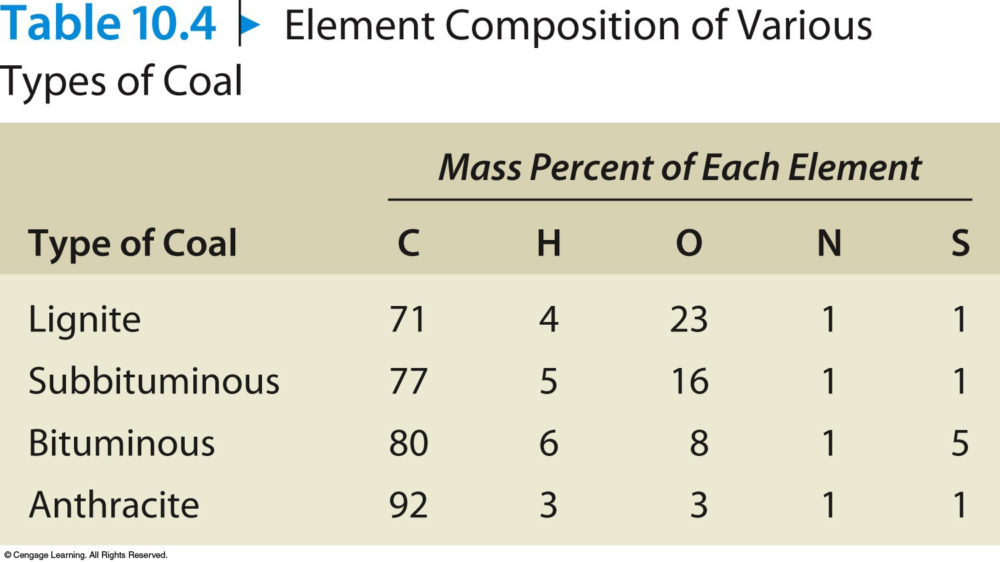 Table 10.4 ▶ Element Composition of Various
Types of Coal
Mass Percent of Each Element
Type of Coal C H O N S
Lignite 71 4 23 1 1
Subbituminous 77 5 16 1 1
Bituminous 80 6 8 1 5
Anthracite 92 3 3 1 1
© Cengage Learning. All Rights Reserved.